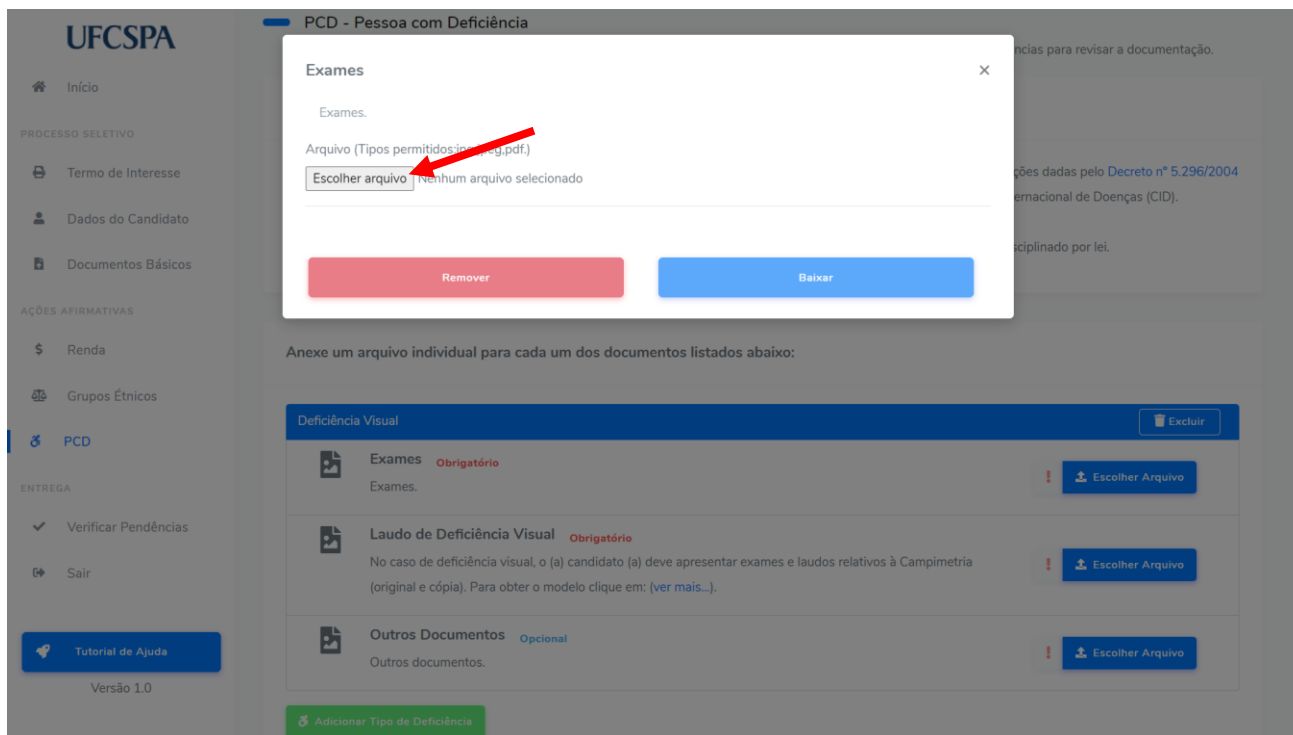 UFCSPA
Início
PROCESSO SELETIVO
Termo de Interesse
Dados do Candidato
Documentos Básicos
AÇÕES AFIRMATIVAS
$ Renda
Grupos Étnicos
PCD
ENTREGA
Verificar Pendências
Sair
Tutorial de Ajuda
Versão 1.0
PCD - Pessoa com Deficiência
ncias para revisar a documentação.
ções dadas pelo Decreto n° 5.296/2004
ernacional de Doenças (CID).
sciplinado por lei.
Exames ×
Exames.
Arquivo (Tipos permitidos: pdf.)
Escolher arquivo Nenhum arquivo selecionado
Remover Baixar
Anexe um arquivo individual para cada um dos documentos listados abaixo:
Deficiência Visual Excluir
Exames Obrigatório
Exames.
! Escolher Arquivo
Laudo de Deficiência Visual Obrigatório
No caso de deficiência visual, o (a) candidato (a) deve apresentar exames e laudos relativos à Campimetria
(original e cópia). Para obter o modelo clique em: (ver mais...).
! Escolher Arquivo
Outros Documentos Opcional
Outros documentos.
! Escolher Arquivo
Adicionar Tipo de Deficiência